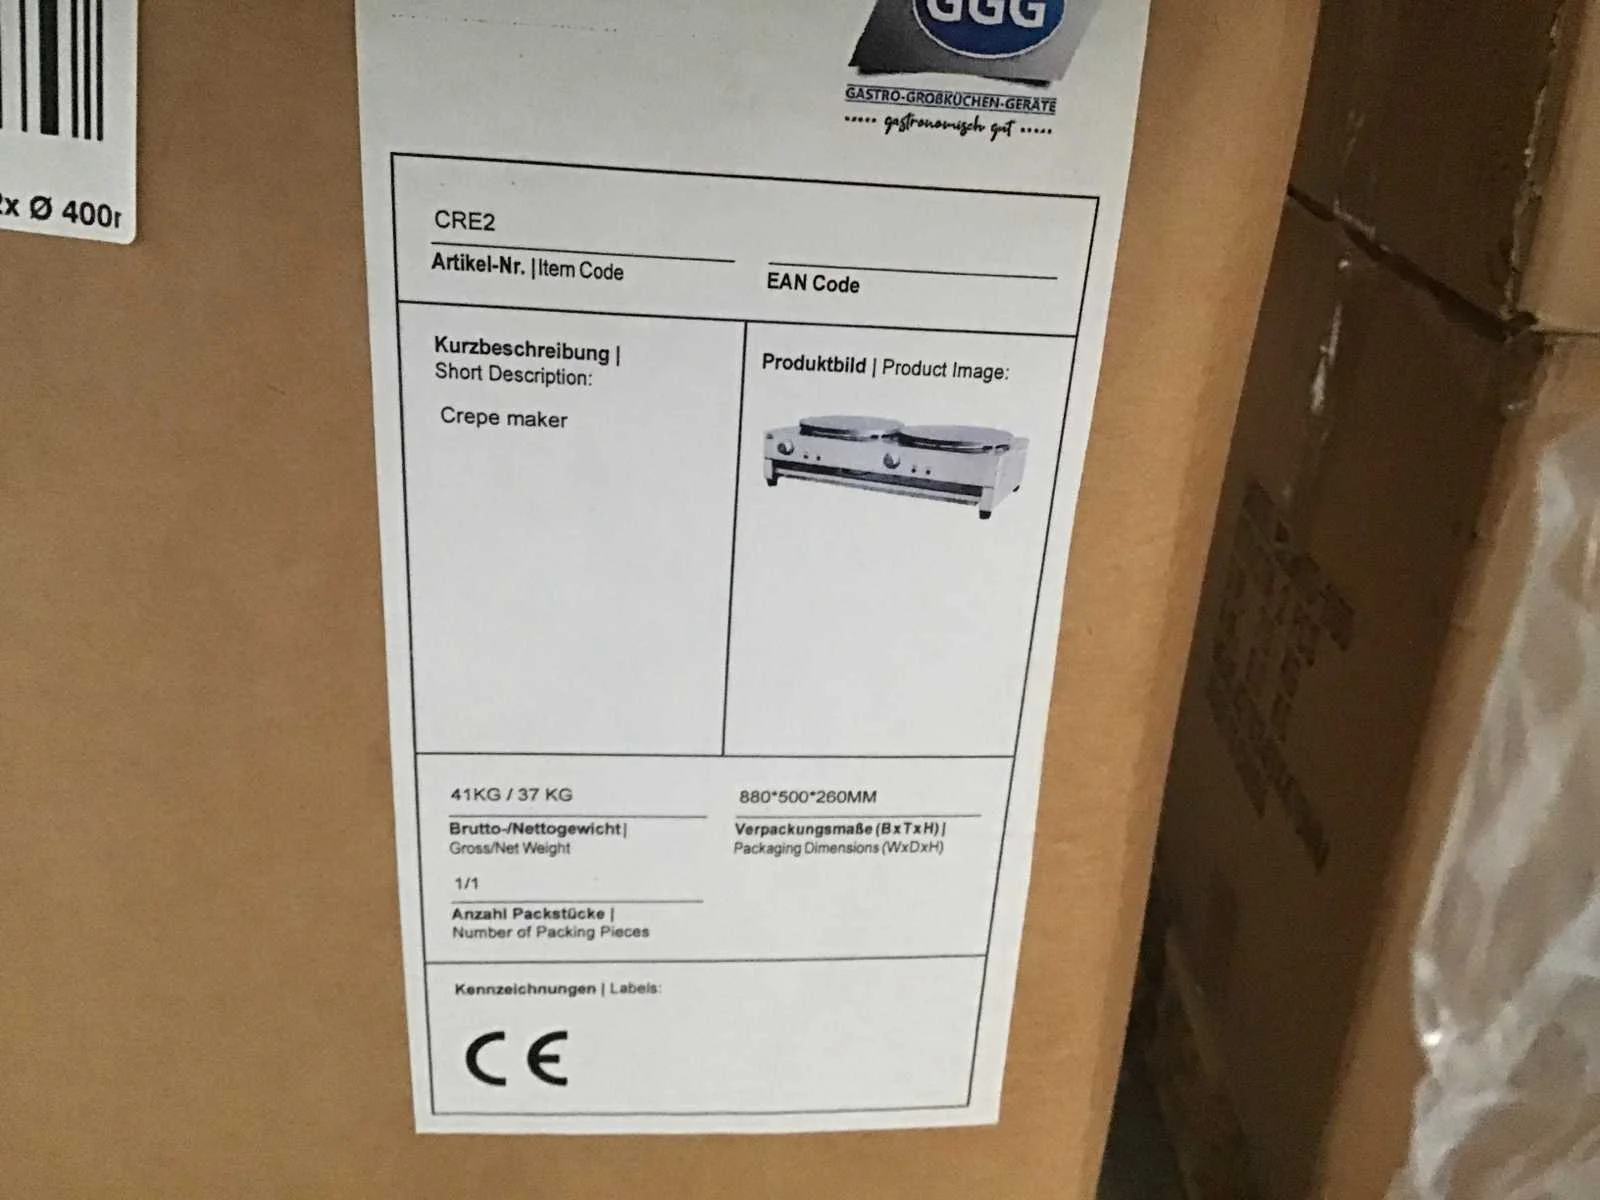 GGG
GASTRO-GROßKÜCHEN-GERÄTE
····· gastronomisch gut ·····
2x Ø 400
CRE2
Artikel-Nr. | Item Code
EAN Code
Kurzbeschreibung |
Short Description:
Crepe maker
Produktbild | Product Image:
41KG / 37 KG
Brutto-/Nettogewicht |
Gross/Net Weight
880*500*260MM
Verpackungsmaße (BxTxH) |
Packaging Dimensions (WxDxH)
1/1
Anzahl Packstücke |
Number of Packing Pieces
Kennzeichnungen | Labels:
CE